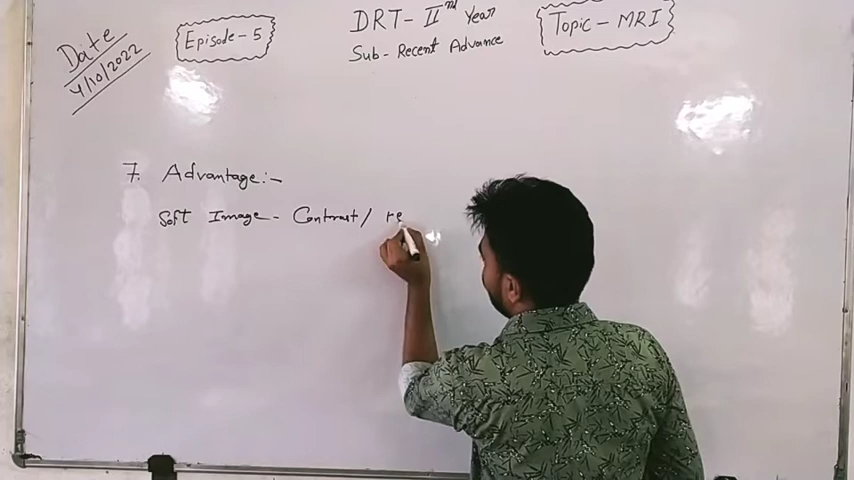 Date
4/10/2022
Episode - 5
DRT - II nd Year
Sub - Recent Advance
Topic - MRI
7. Advantage :-
Soft Image - Contrast / re